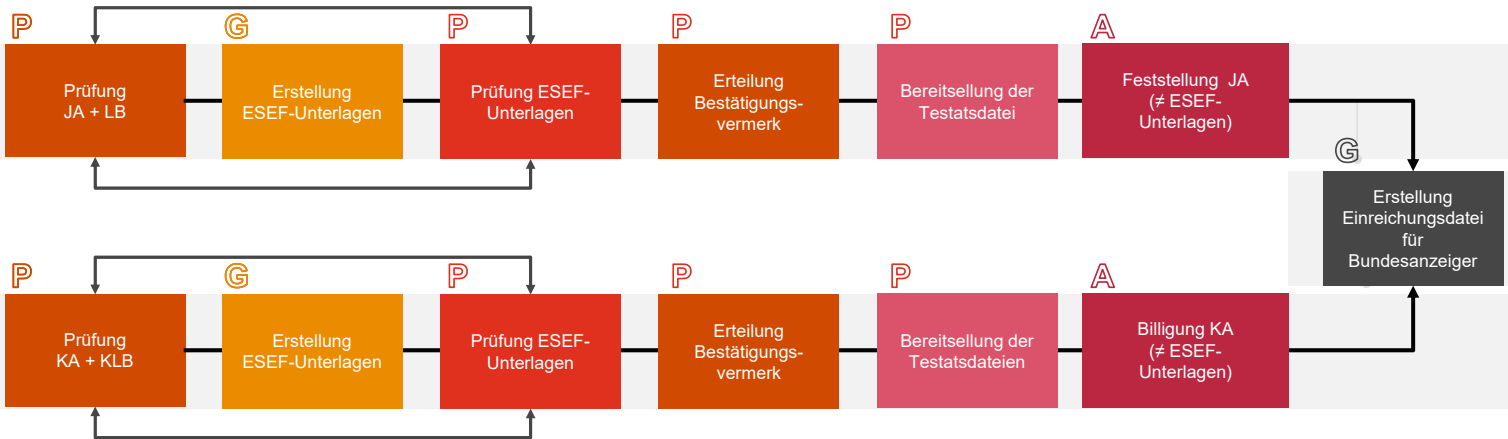 P
Prüfung
JA + LB
G
Erstellung
ESEF-Unterlagen
P
Prüfung ESEF-
Unterlagen
P
Erteilung
Bestätigungs-
vermerk
P
Bereitsellung der
Testatsdatei
A
Feststellung JA
(≠ ESEF-
Unterlagen)
G
Erstellung
Einreichungsdatei
für
Bundesanzeiger
P
Prüfung
KA + KLB
G
Erstellung
ESEF-Unterlagen
P
Prüfung ESEF-
Unterlagen
P
Erteilung
Bestätigungs-
vermerk
P
Bereitsellung der
Testatsdateien
A
Billigung KA
(≠ ESEF-
Unterlagen)